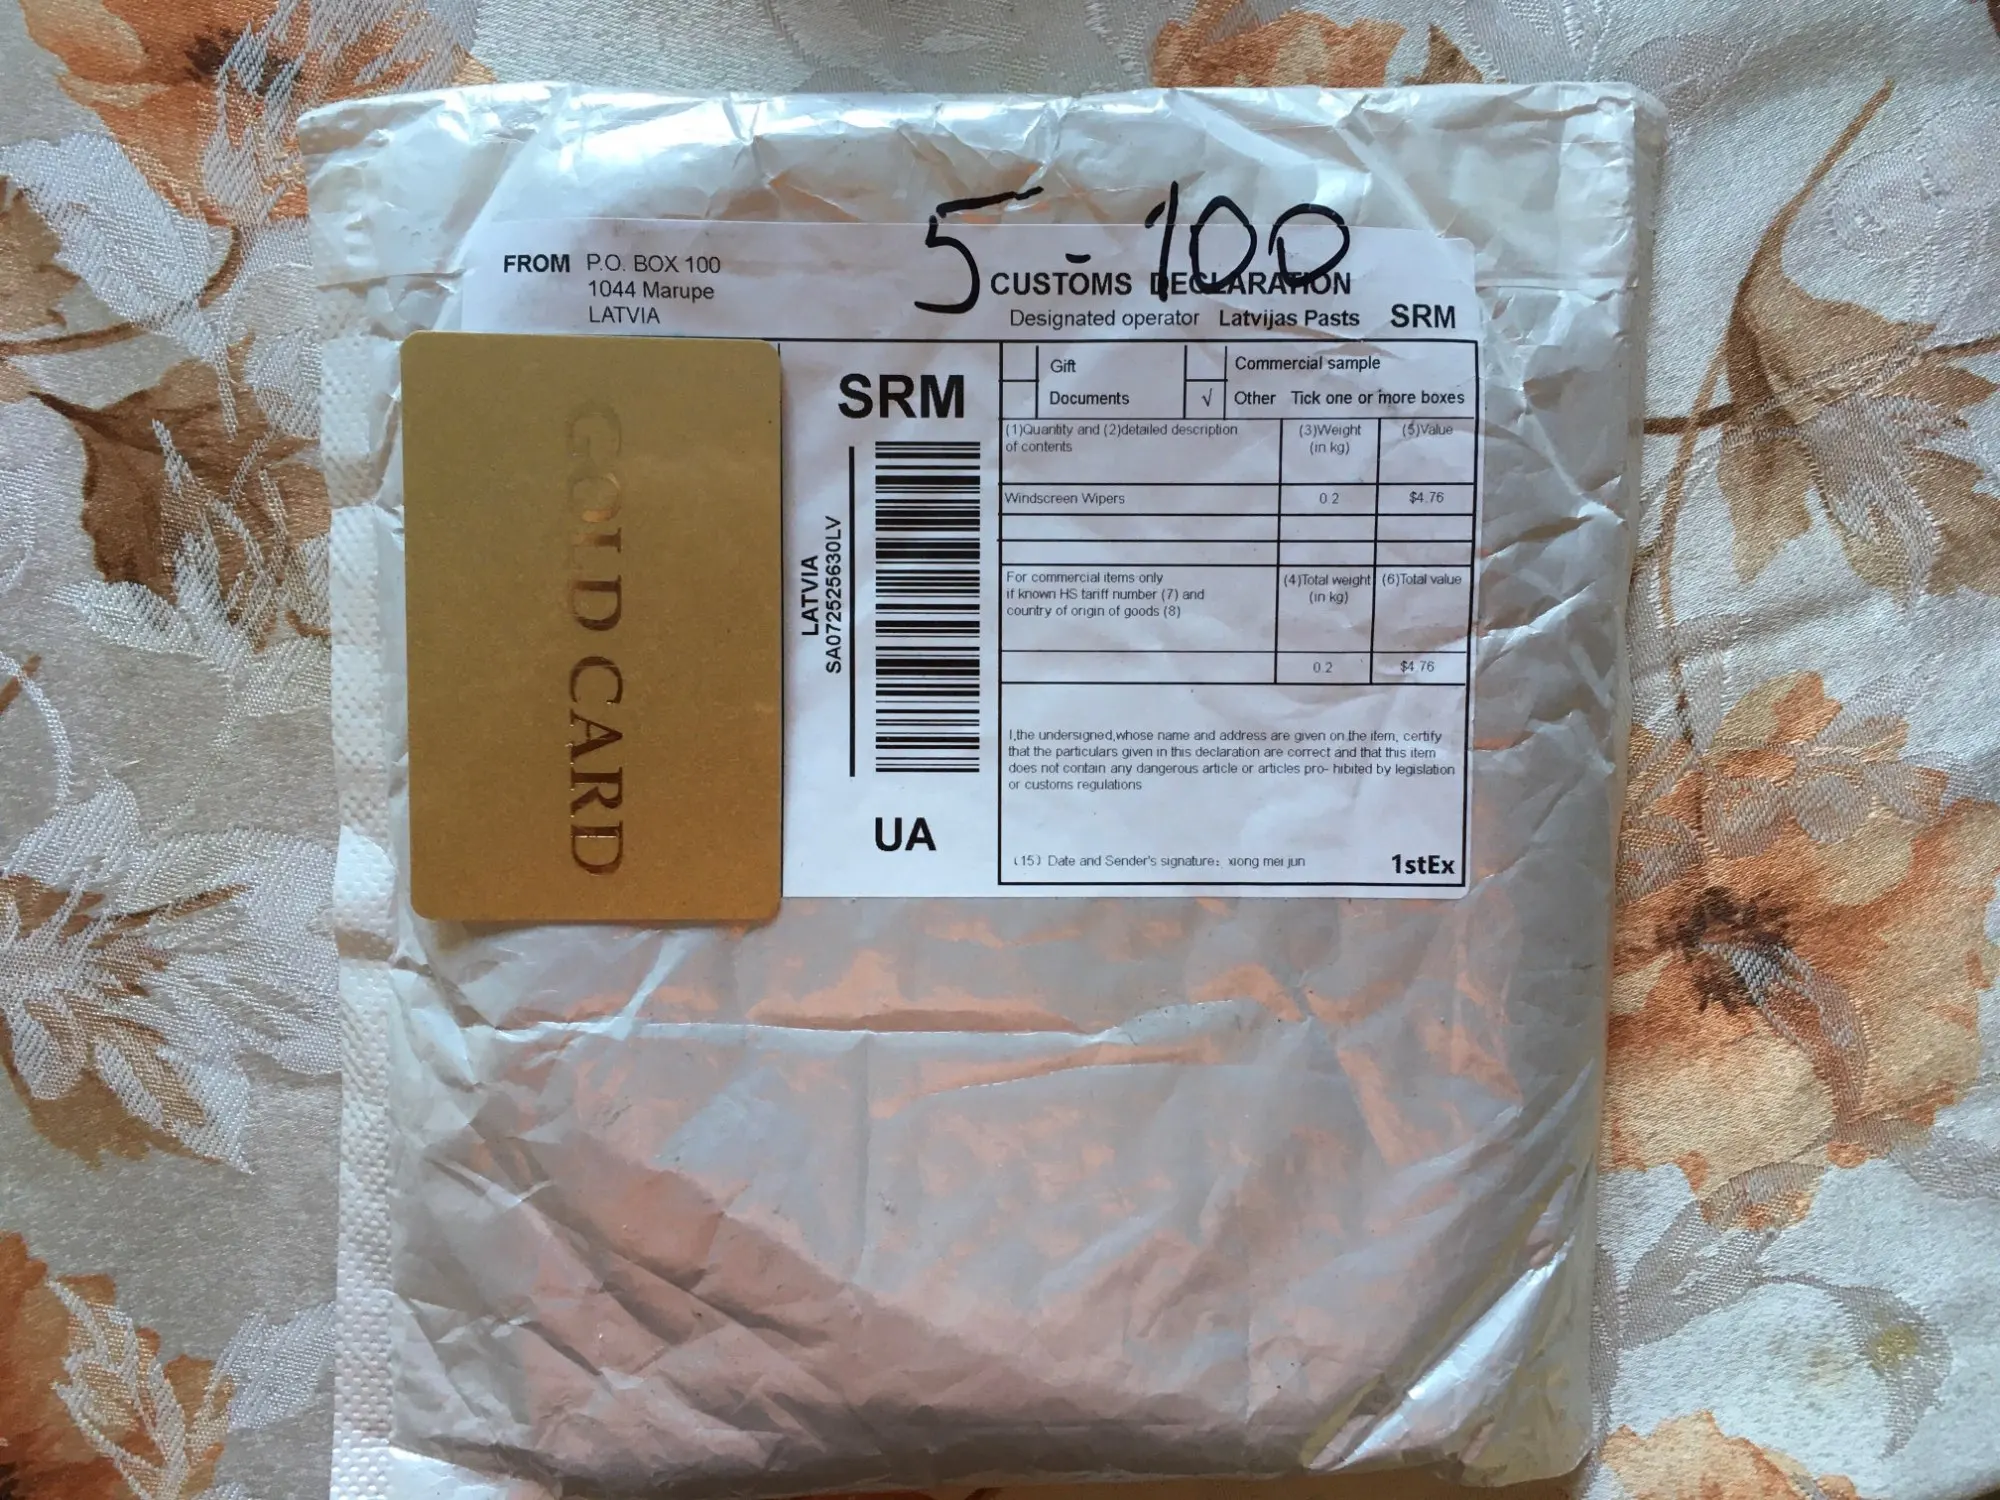 5 - 100
FROM P.O. BOX 100
1044 Marupe
LATVIA
CUSTOMS DECLARATION
Designated operator Latvijas Pasts SRM
GOLD CARD
SRM
LATVIA
SA072525630LV
UA
Gift
Commercial sample
Documents
√ Other Tick one or more boxes
(1)Quantity and (2)detailed description
of contents
(3)Weight
(in kg)
(5)Value
Windscreen Wipers 0.2 $4.76
For commercial items only
if known HS tariff number (7) and
country of origin of goods (8)
(4)Total weight
(in kg)
(6)Total value
0.2 $4.76
I,the undersigned,whose name and address are given on the item, certify
that the particulars given in this declaration are correct and that this item
does not contain any dangerous article or articles pro- hibited by legislation
or customs regulations
(15) Date and Sender's signature: xiong mei jun
1stEx